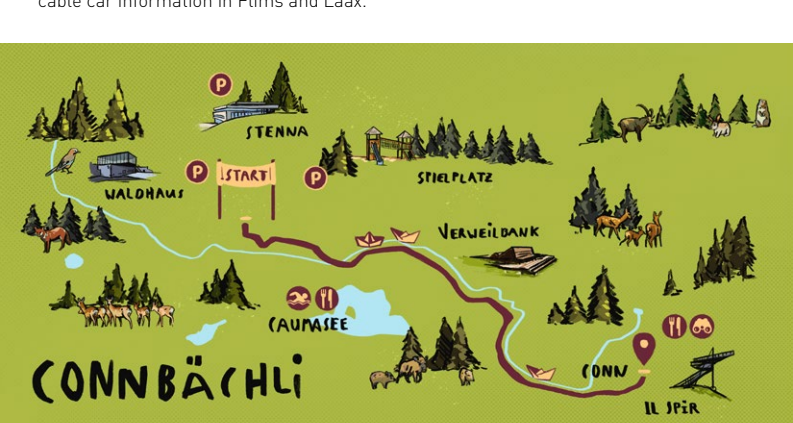 cable car information in Flims and Laax.
P
STENNA
WALDHAUS
P
START
P
SPIELPLATZ
VERWEILBANK
CAUMASEE
CONN
IL SPIR
CONNBÄCHLI